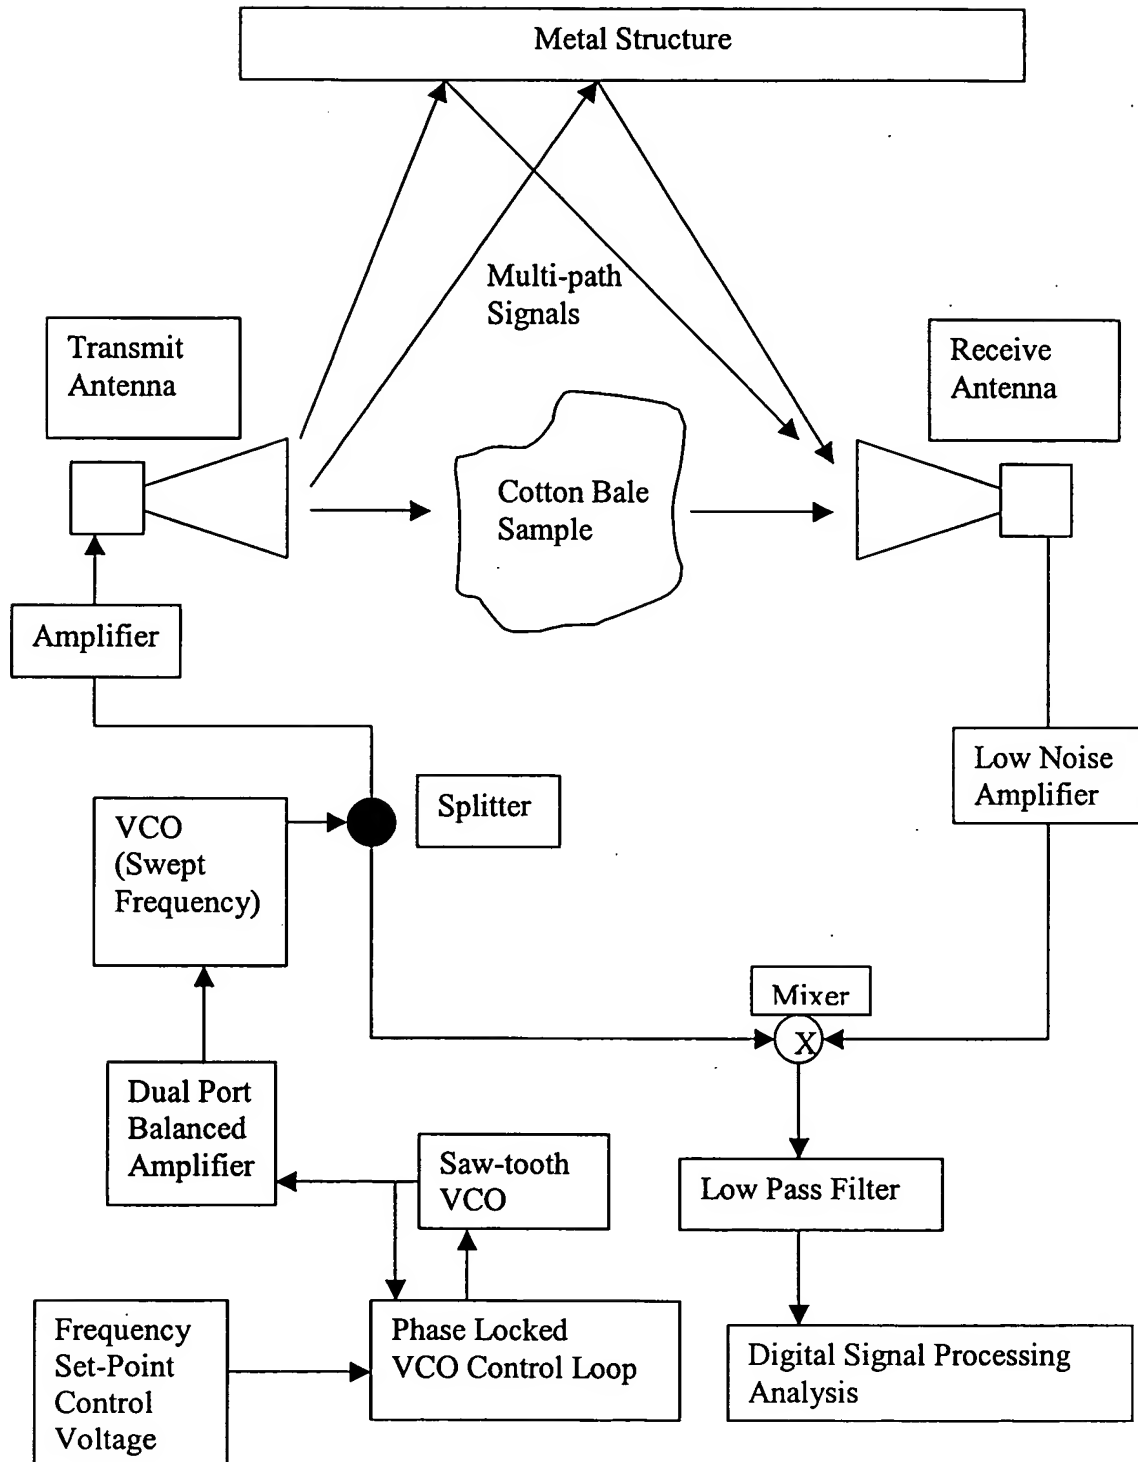 Metal Structure
Multi-path
Signals
Transmit
Antenna
Receive
Antenna
Cotton Bale
Sample
Amplifier
Low Noise
Amplifier
Splitter
VCO
(Swept
Frequency)
Mixer
X
Dual Port
Balanced
Amplifier
Saw-tooth
VCO
Low Pass Filter
Frequency
Set-Point
Control
Voltage
Phase Locked
VCO Control Loop
Digital Signal Processing
Analysis